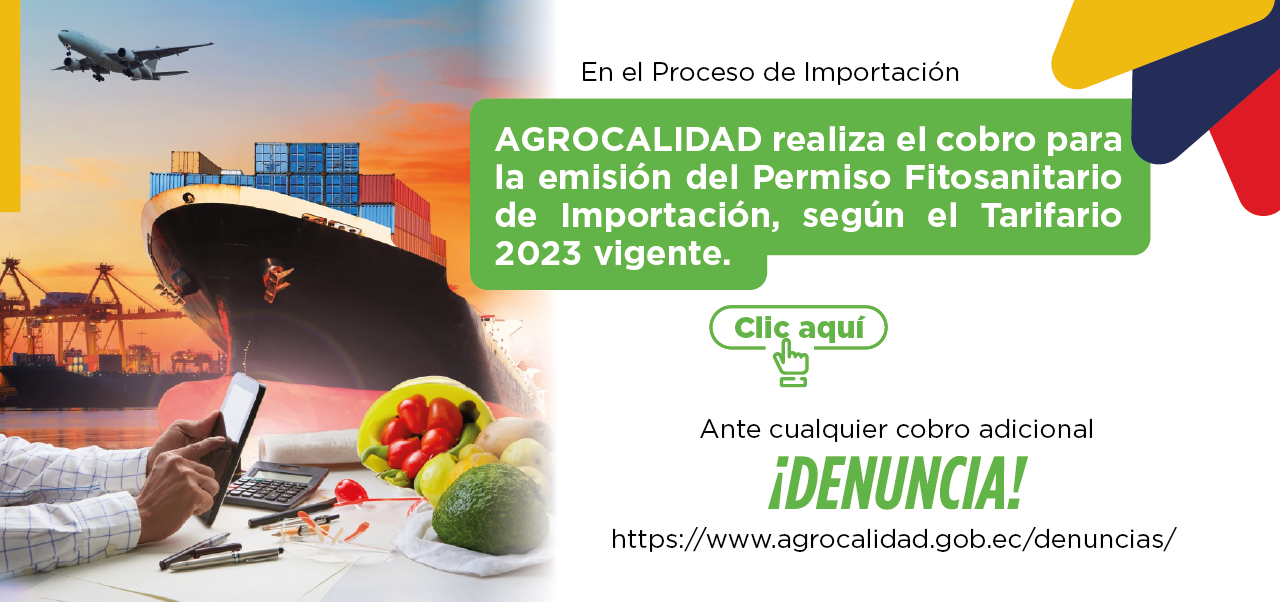 En el Proceso de Importación
AGROCALIDAD realiza el cobro para
la emisión del Permiso Fitosanitario
de Importación, según el Tarifario
2023 vigente.
Clic aquí
Ante cualquier cobro adicional
¡DENUNCIA!
https://www.agrocalidad.gob.ec/denuncias/